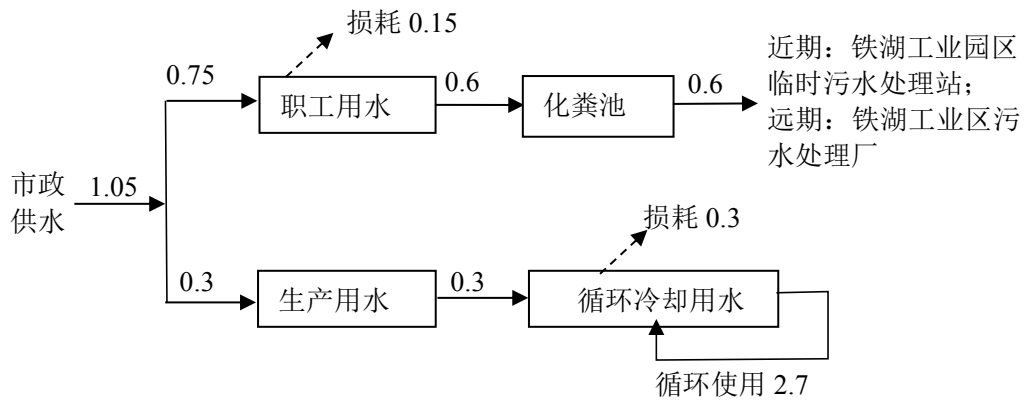 损耗 0.15
0.75
职工用水
0.6
化粪池
0.6
近期：铁湖工业园区
临时污水处理站；
远期：铁湖工业区污
水处理厂
市政
供水
1.05
损耗 0.3
0.3
生产用水
0.3
循环冷却用水
循环使用 2.7